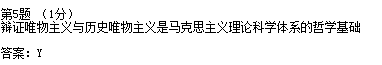 第5题 （1分）
辩证唯物主义与历史唯物主义是马克思主义理论科学体系的哲学基础
答案：Y